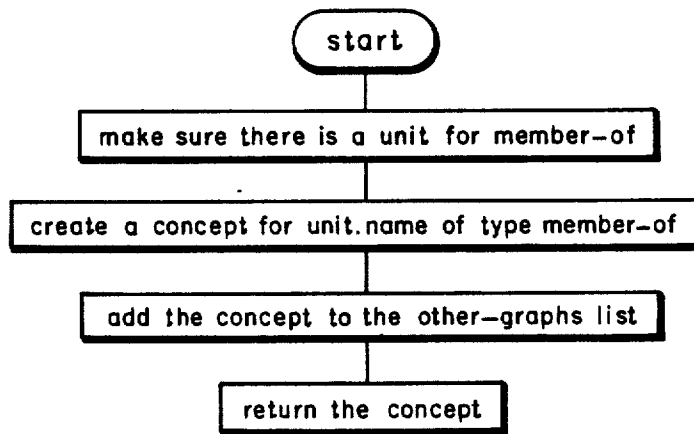 start
make sure there is a unit for member-of
create a concept for unit.name of type member-of
add the concept to the other-graphs list
return the concept